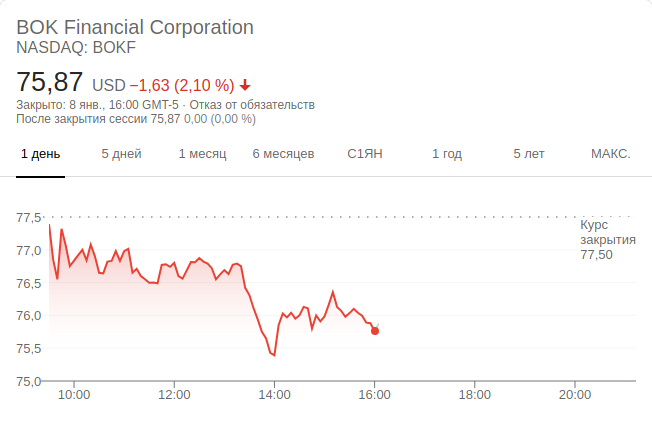 BOK Financial Corporation
NASDAQ: BOKF
75,87 USD −1,63 (2,10 %)
Закрыто: 8 янв., 16:00 GMT-5 · Отказ от обязательств
После закрытия сессии 75,87 0,00 (0,00 %)
1 день 5 дней 1 месяц 6 месяцев С1ЯН 1 год 5 лет МАКС.
77,5
Курс
закрытия
77,50
77,0
76,5
76,0
75,5
75,0
10:00 12:00 14:00 16:00 18:00 20:00